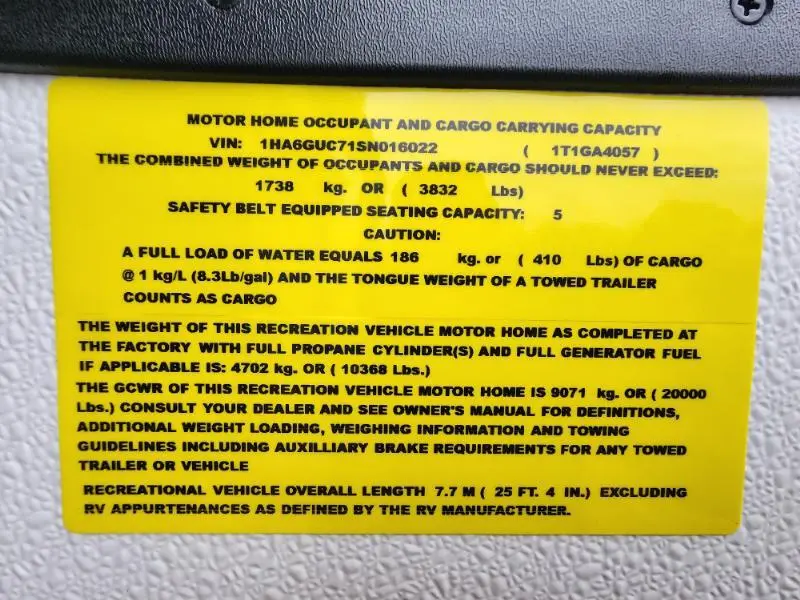 MOTOR HOME OCCUPANT AND CARGO CARRYING CAPACITY
VIN: 1HA6GUC71SN016022 ( 1T1GA4057 )
THE COMBINED WEIGHT OF OCCUPANTS AND CARGO SHOULD NEVER EXCEED:
1738 kg. OR ( 3832 Lbs)
SAFETY BELT EQUIPPED SEATING CAPACITY: 5
CAUTION:
A FULL LOAD OF WATER EQUALS 186 kg. or ( 410 Lbs) OF CARGO
@ 1 kg/L (8.3Lb/gal) AND THE TONGUE WEIGHT OF A TOWED TRAILER
COUNTS AS CARGO
THE WEIGHT OF THIS RECREATION VEHICLE MOTOR HOME AS COMPLETED AT
THE FACTORY WITH FULL PROPANE CYLINDER(S) AND FULL GENERATOR FUEL
IF APPLICABLE IS: 4702 kg. OR ( 10368 Lbs.)
THE GCWR OF THIS RECREATION VEHICLE MOTOR HOME IS 9071 kg. OR ( 20000
Lbs.) CONSULT YOUR DEALER AND SEE OWNER'S MANUAL FOR DEFINITIONS,
ADDITIONAL WEIGHT LOADING, WEIGHING INFORMATION AND TOWING
GUIDELINES INCLUDING AUXILLIARY BRAKE REQUIREMENTS FOR ANY TOWED
TRAILER OR VEHICLE
RECREATIONAL VEHICLE OVERALL LENGTH 7.7 M ( 25 FT. 4 IN.) EXCLUDING
RV APPURTENANCES AS DEFINED BY THE RV MANUFACTURER.